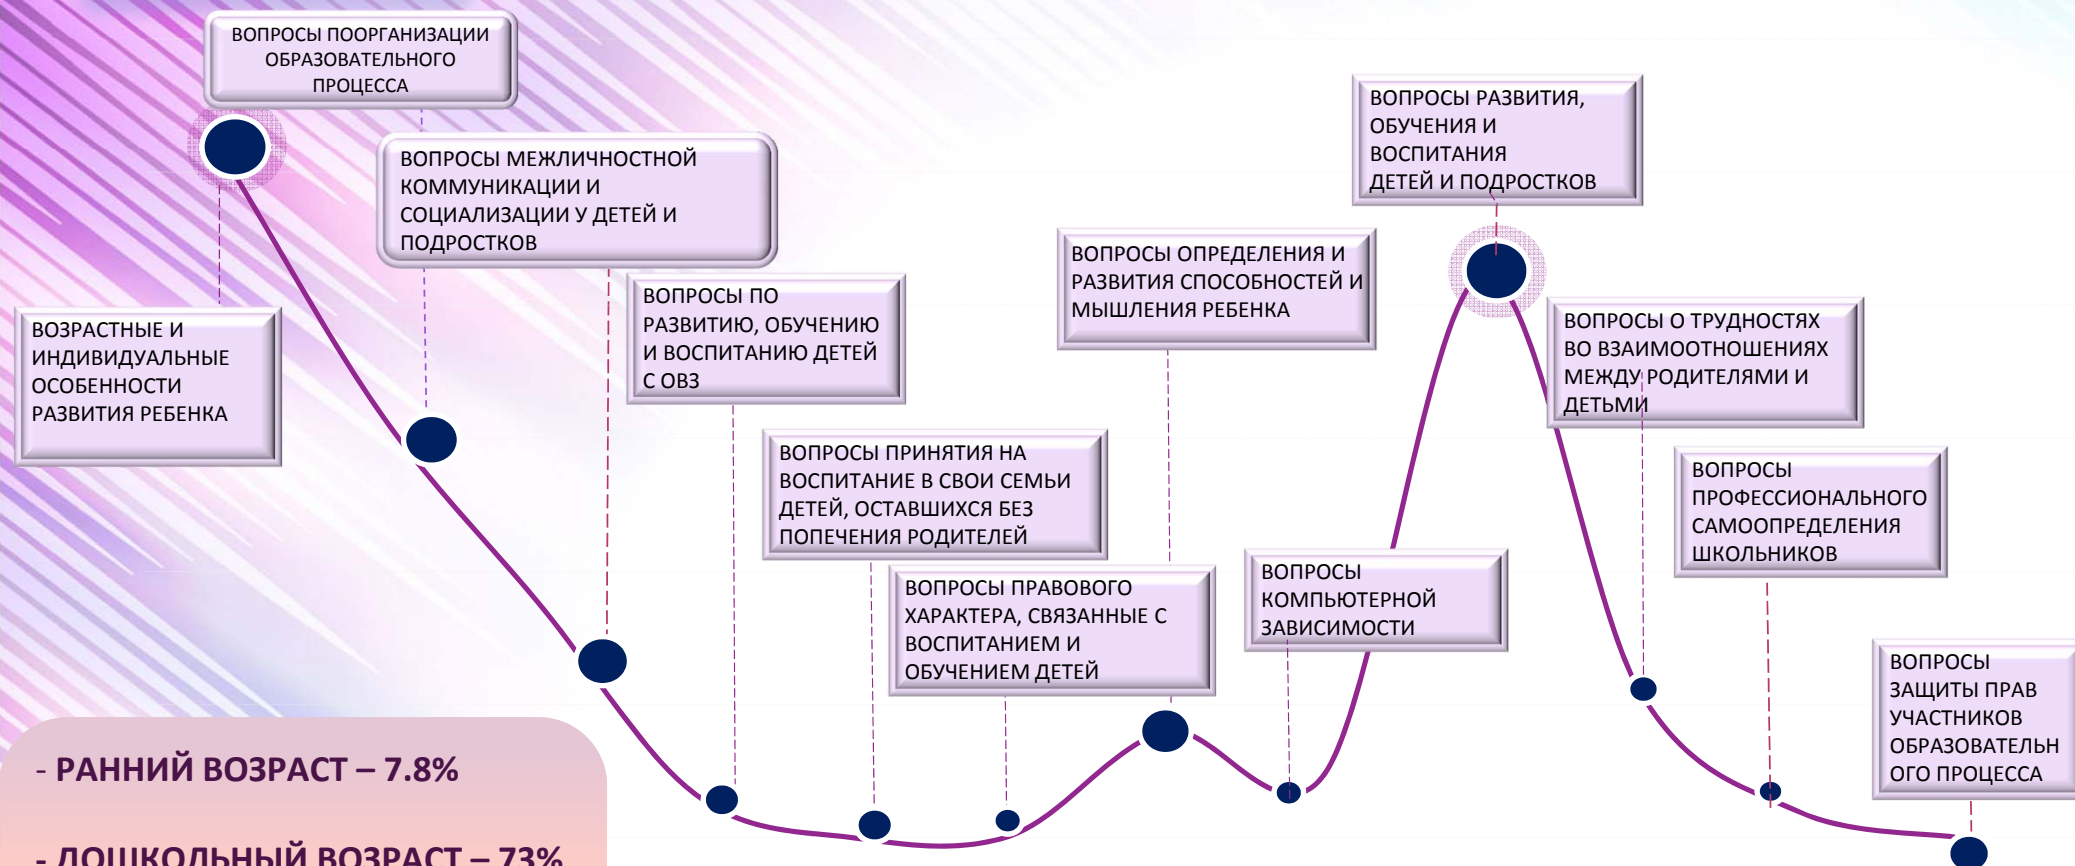 ВОПРОСЫ ПООРГАНИЗАЦИИ
ОБРАЗОВАТЕЛЬНОГО
ПРОЦЕССА
ВОЗРАСТНЫЕ И
ИНДИВИДУАЛЬНЫЕ
ОСОБЕННОСТИ
РАЗВИТИЯ РЕБЕНКА
ВОПРОСЫ МЕЖЛИЧНОСТНОЙ
КОММУНИКАЦИИ И
СОЦИАЛИЗАЦИИ У ДЕТЕЙ И
ПОДРОСТКОВ
ВОПРОСЫ ПО
РАЗВИТИЮ, ОБУЧЕНИЮ
И ВОСПИТАНИЮ ДЕТЕЙ
С ОВЗ
ВОПРОСЫ ПРИНЯТИЯ НА
ВОСПИТАНИЕ В СВОИ СЕМЬИ
ДЕТЕЙ, ОСТАВШИХСЯ БЕЗ
ПОПЕЧЕНИЯ РОДИТЕЛЕЙ
ВОПРОСЫ ПРАВОВОГО
ХАРАКТЕРА, СВЯЗАННЫЕ С
ВОСПИТАНИЕМ И
ОБУЧЕНИЕМ ДЕТЕЙ
ВОПРОСЫ ОПРЕДЕЛЕНИЯ И
РАЗВИТИЯ СПОСОБНОСТЕЙ И
МЫШЛЕНИЯ РЕБЕНКА
ВОПРОСЫ
КОМПЬЮТЕРНОЙ
ЗАВИСИМОСТИ
ВОПРОСЫ РАЗВИТИЯ,
ОБУЧЕНИЯ И
ВОСПИТАНИЯ
ДЕТЕЙ И ПОДРОСТКОВ
ВОПРОСЫ О ТРУДНОСТЯХ
ВО ВЗАИМООТНОШЕНИЯХ
МЕЖДУ РОДИТЕЛЯМИ И
ДЕТЬМИ
ВОПРОСЫ
ПРОФЕССИОНАЛЬНОГО
САМООПРЕДЕЛЕНИЯ
ШКОЛЬНИКОВ
ВОПРОСЫ
ЗАЩИТЫ ПРАВ
УЧАСТНИКОВ
ОБРАЗОВАТЕЛЬН
ОГО ПРОЦЕССА
- РАННИЙ ВОЗРАСТ – 7.8%
- ДОШКОЛЬНЫЙ ВОЗРАСТ – 73%